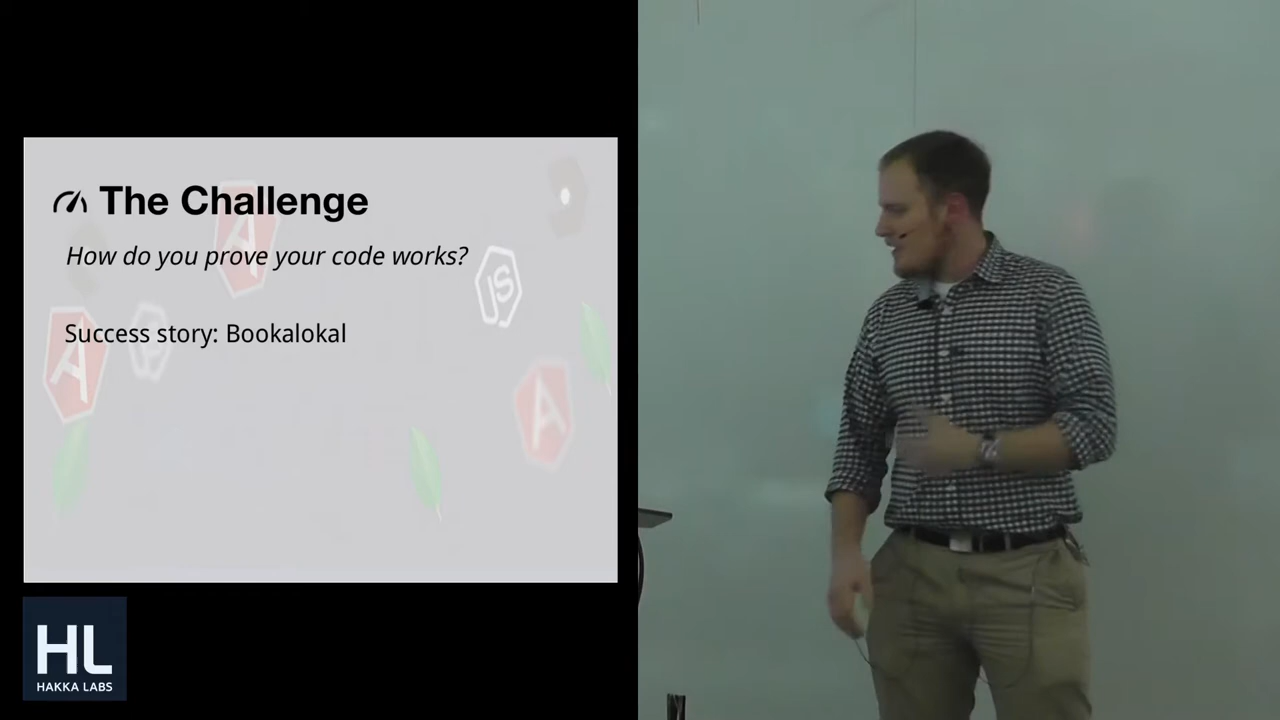 The Challenge
How do you prove your code works?
Success story: Bookalokal
A
A
A
JS
HL
HAKKA LABS